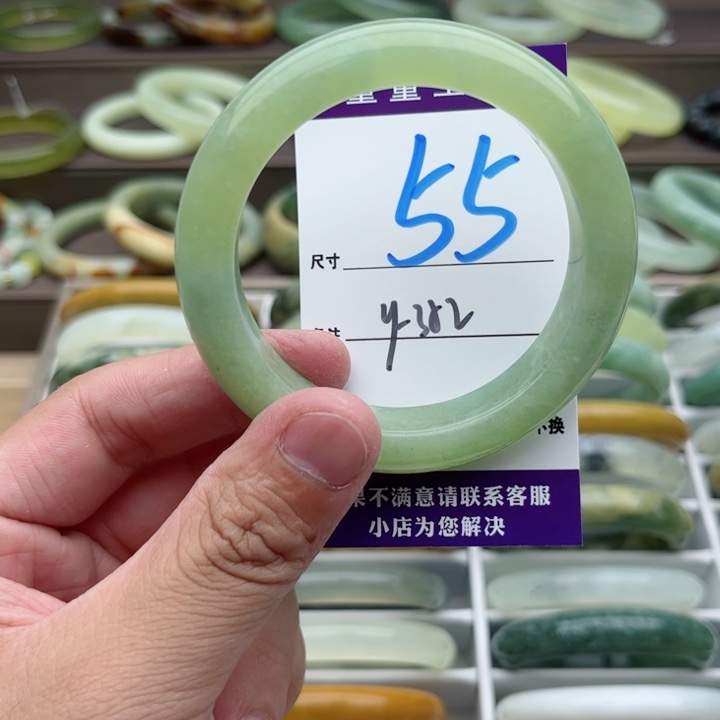 55
尺寸
y-382
不换
果不满意请联系客服
小店为您解决